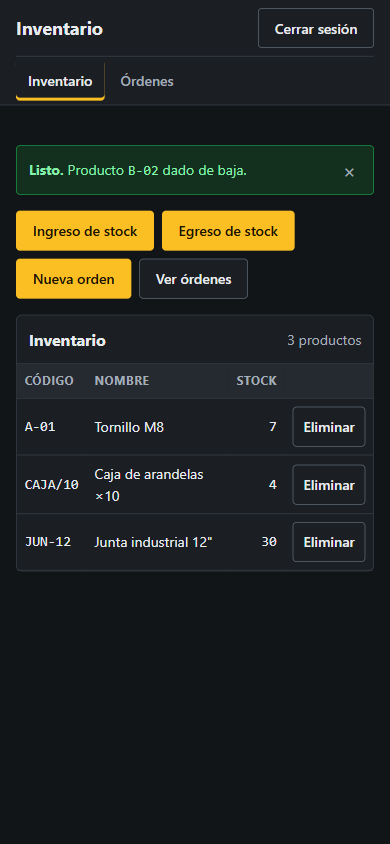 Inventario
Cerrar sesión
Inventario
Órdenes
Listo. Producto B-02 dado de baja.
×
Ingreso de stock
Egreso de stock
Nueva orden
Ver órdenes
Inventario
3 productos
CÓDIGO NOMBRE STOCK
A-01 Tornillo M8 7 Eliminar
CAJA/10 Caja de arandelas ×10 4 Eliminar
JUN-12 Junta industrial 12" 30 Eliminar